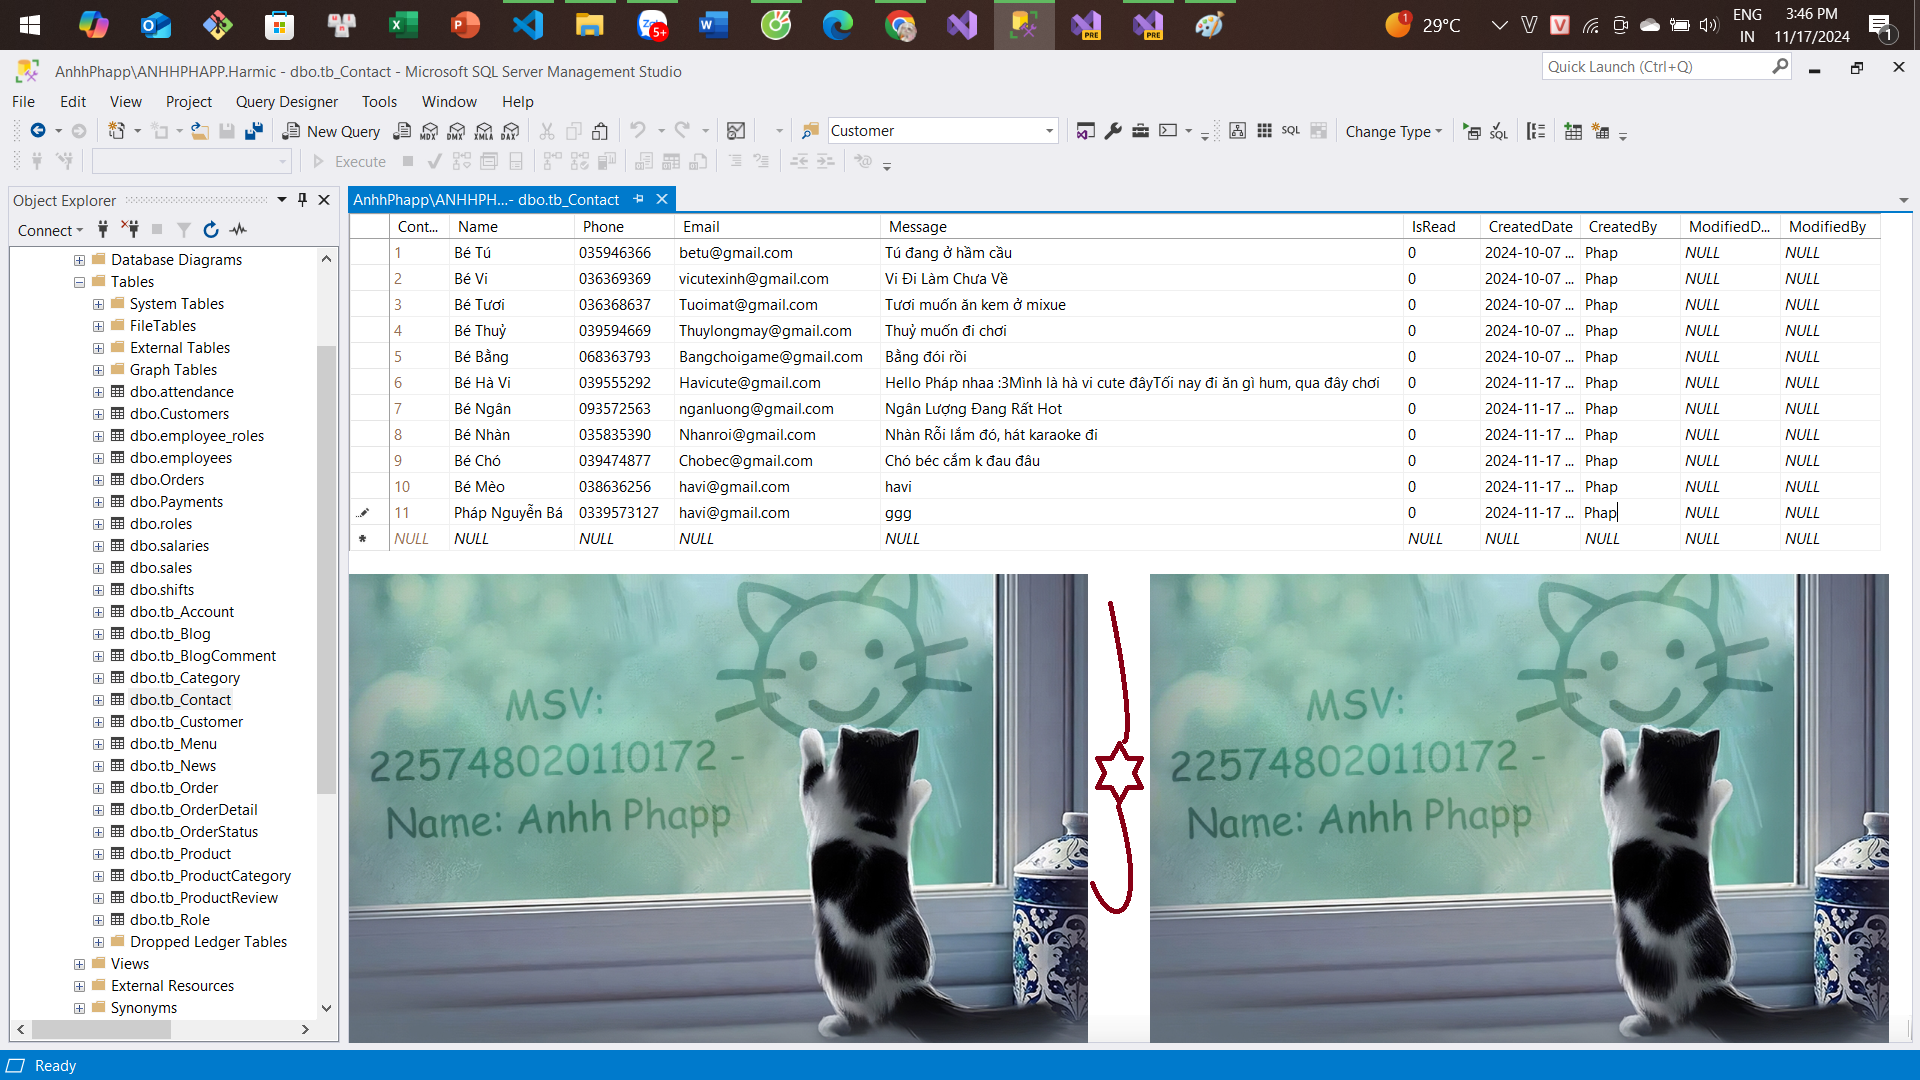 ENG
3:46 PM
29°C
IN
11/17/2024
AnhhPhapp\ANHHPHAPP.Harmic - dbo.tb_Contact - Microsoft SQL Server Management Studio
Quick Launch (Ctrl+Q)
File Edit View Project Query Designer Tools Window Help
New Query MDX DMX XMLA DAX Customer SQL Change Type SQL
Execute
Object Explorer
Connect
Database Diagrams
Tables
System Tables
FileTables
External Tables
Graph Tables
dbo.attendance
dbo.Customers
dbo.employee_roles
dbo.employees
dbo.Orders
dbo.Payments
dbo.roles
dbo.salaries
dbo.sales
dbo.shifts
dbo.tb_Account
dbo.tb_Blog
dbo.tb_BlogComment
dbo.tb_Category
dbo.tb_Contact
dbo.tb_Customer
dbo.tb_Menu
dbo.tb_News
dbo.tb_Order
dbo.tb_OrderDetail
dbo.tb_OrderStatus
dbo.tb_Product
dbo.tb_ProductCategory
dbo.tb_ProductReview
dbo.tb_Role
Dropped Ledger Tables
Views
External Resources
Synonyms
AnhhPhapp\ANHHPH...- dbo.tb_Contact
Cont... Name Phone Email Message IsRead CreatedDate CreatedBy ModifiedD... ModifiedBy
1 Bé Tú 035946366 betu@gmail.com Tú đang ở hầm cầu 0 2024-10-07 ... Phap NULL NULL
2 Bé Vi 036369369 vicutexinh@gmail.com Vi Đi Làm Chưa Về 0 2024-10-07 ... Phap NULL NULL
3 Bé Tươi 036368637 Tuoimat@gmail.com Tươi muốn ăn kem ở mixue 0 2024-10-07 ... Phap NULL NULL
4 Bé Thuỷ 039594669 Thuylongmay@gmail.com Thuỷ muốn đi chơi 0 2024-10-07 ... Phap NULL NULL
5 Bé Bằng 068363793 Bangchoigame@gmail.com Bằng đói rồi 0 2024-10-07 ... Phap NULL NULL
6 Bé Hà Vi 039555292 Havicute@gmail.com Hello Pháp nhaa :3Mình là hà vi cute đâyTối nay đi ăn gì hum, qua đây chơi 0 2024-11-17 ... Phap NULL NULL
7 Bé Ngân 093572563 nganluong@gmail.com Ngân Lượng Đang Rất Hot 0 2024-11-17 ... Phap NULL NULL
8 Bé Nhàn 035835390 Nhanroi@gmail.com Nhàn Rỗi lắm đó, hát karaoke đi 0 2024-11-17 ... Phap NULL NULL
9 Bé Chó 039474877 Chobec@gmail.com Chó béc cắm k đau đâu 0 2024-11-17 ... Phap NULL NULL
10 Bé Mèo 038636256 havi@gmail.com havi 0 2024-11-17 ... Phap NULL NULL
11 Pháp Nguyễn Bá 0339573127 havi@gmail.com ggg 0 2024-11-17 ... Phap NULL NULL
NULL NULL NULL NULL NULL NULL NULL NULL NULL NULL
MSV:
225748020110172 -
Name: Anhh Phapp
MSV:
225748020110172 -
Name: Anhh Phapp
Ready